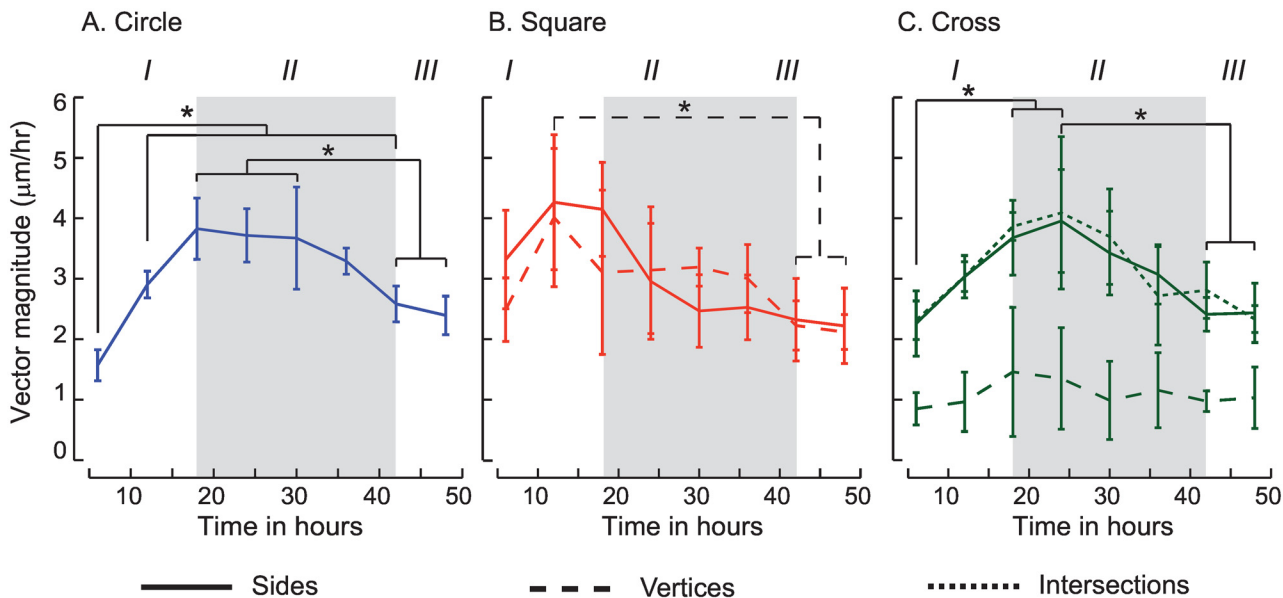 A. Circle
B. Square
C. Cross
I II III
I II III
I II III
* *
*
* *
Vector magnitude (µm/hr)
6
5
4
3
2
1
0
10 20 30 40 50
10 20 30 40 50
10 20 30 40 50
Time in hours
Time in hours
Time in hours
Sides
Vertices
Intersections